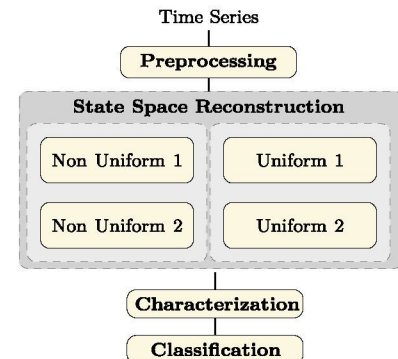 Time Series
Preprocessing
State Space Reconstruction
Non Uniform 1
Uniform 1
Non Uniform 2
Uniform 2
Characterization
Classification